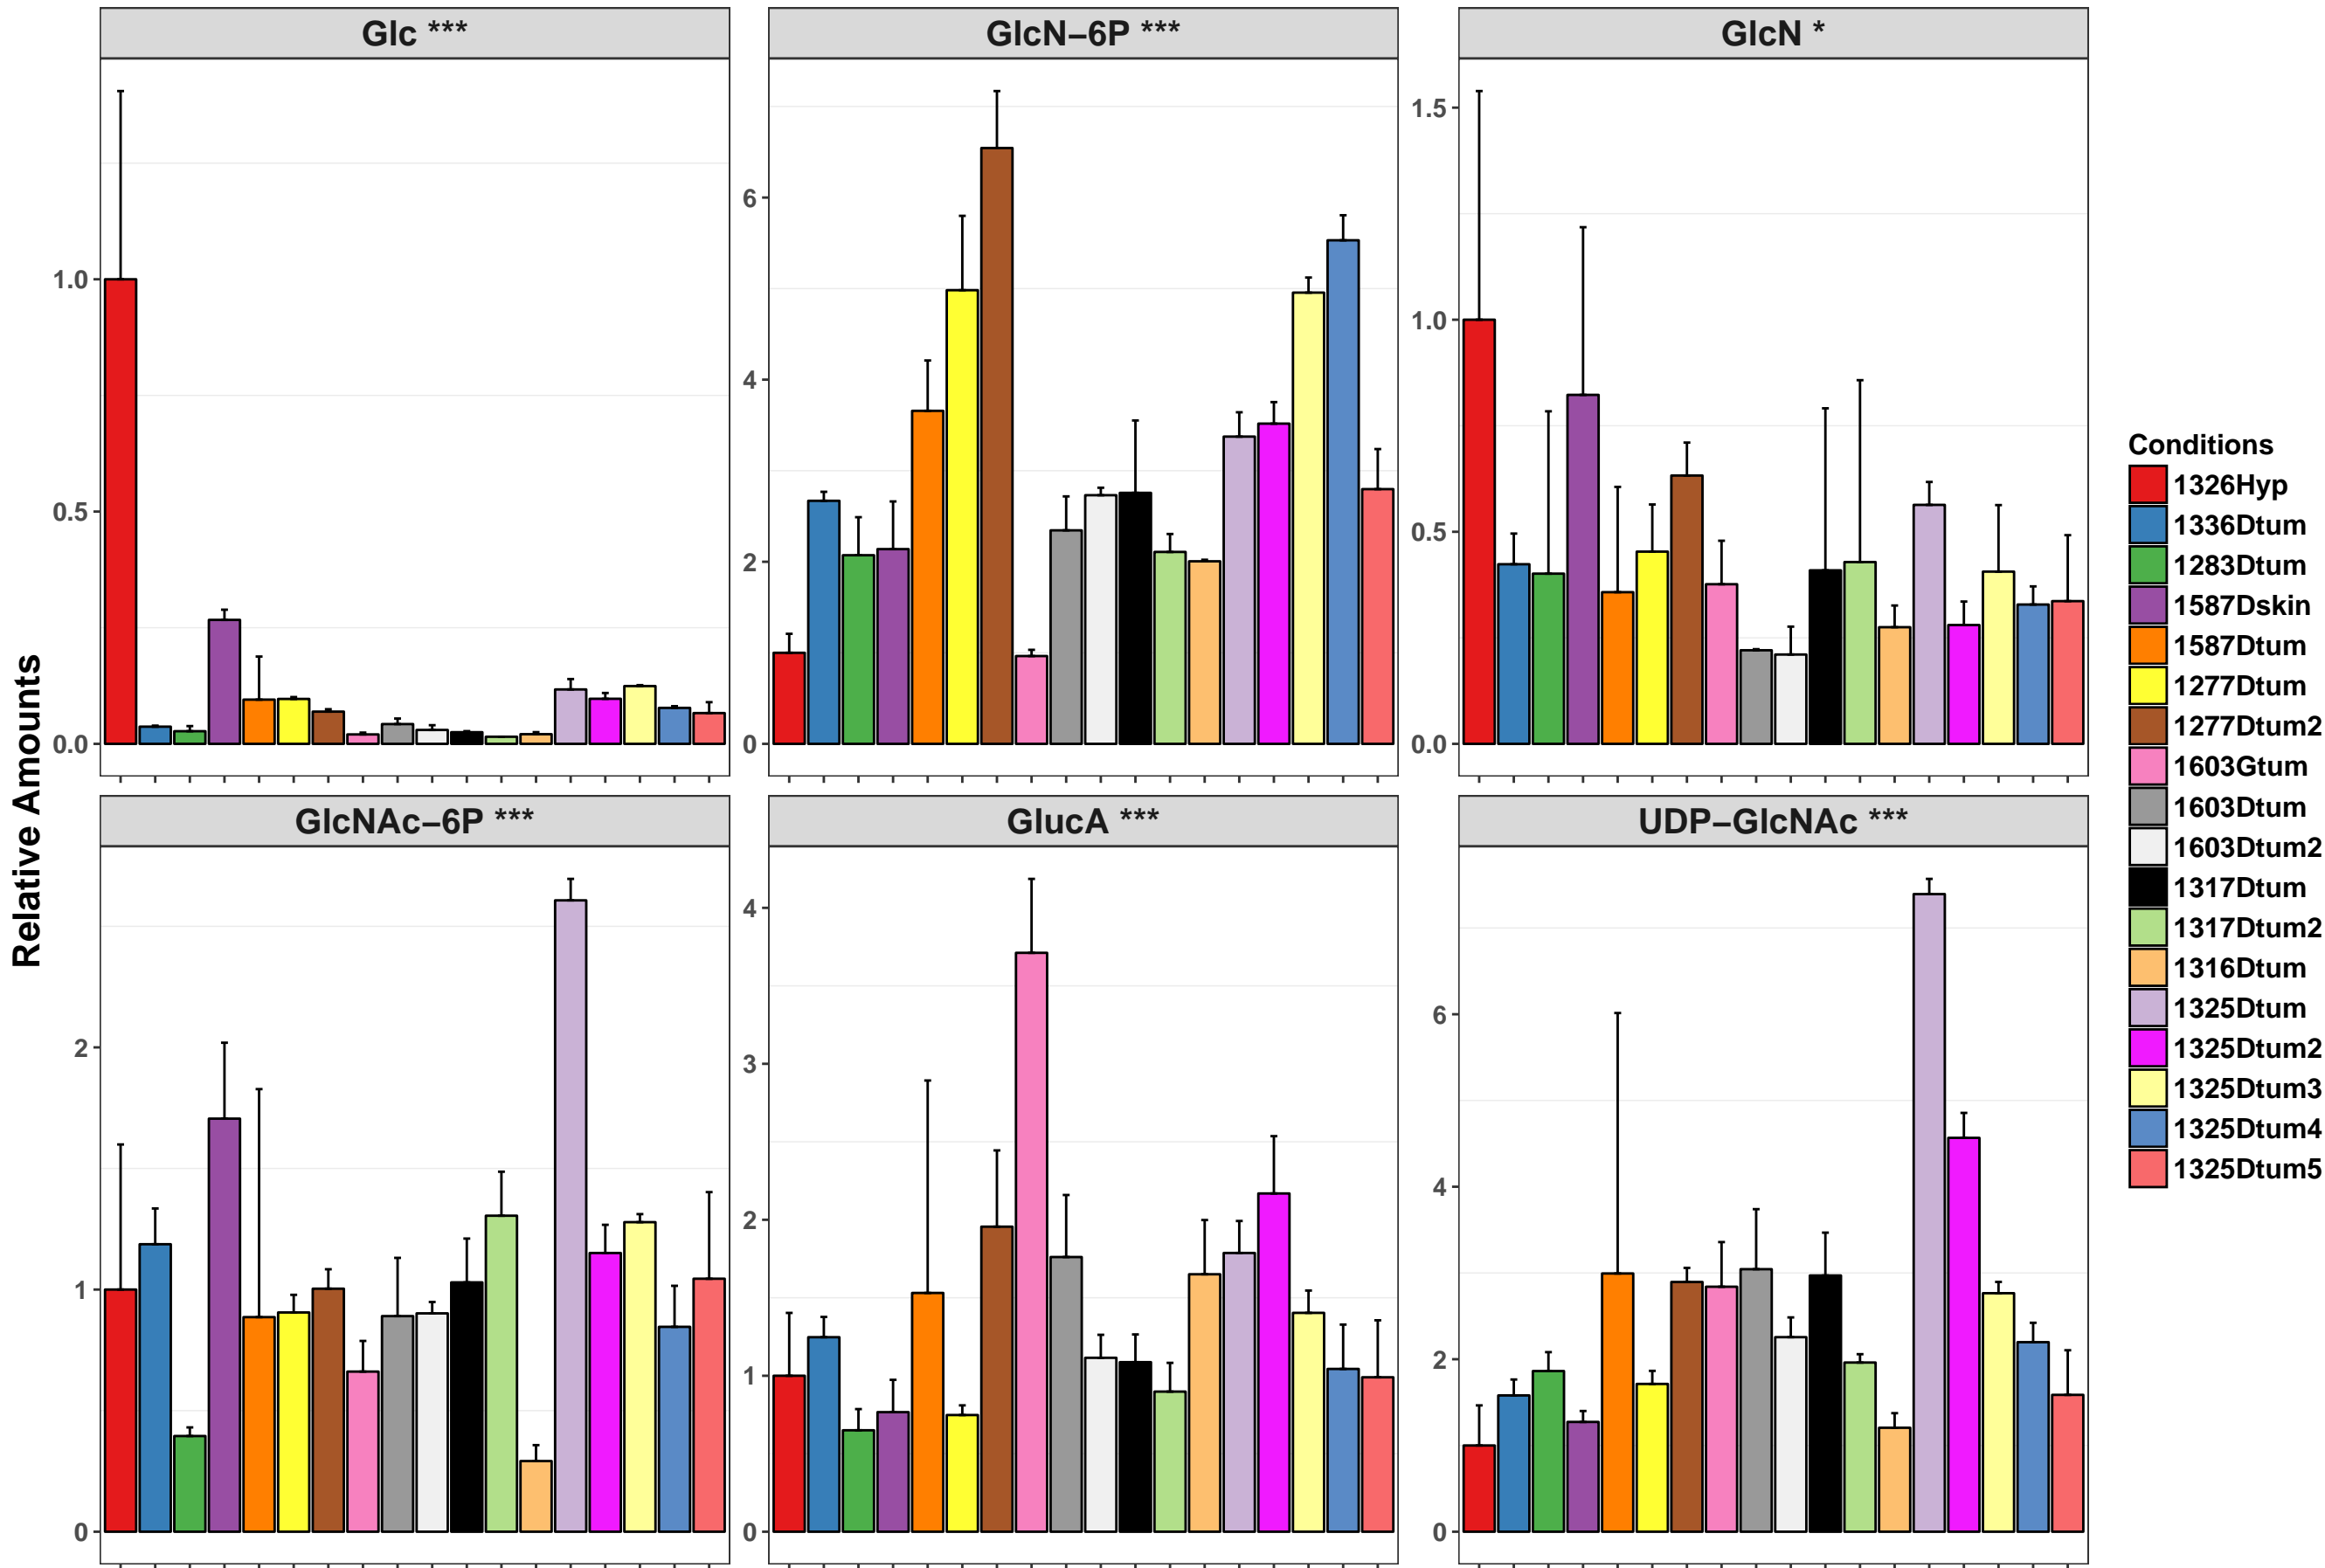 Glc ***
GlcN−6P ***
GlcN *
1.0
0.5
0.0
6
4
2
0
1.5
1.0
0.5
0.0
GlcNAc−6P ***
GlucA ***
UDP−GlcNAc ***
2
1
0
4
3
2
1
0
6
4
2
0
Relative Amounts
Conditions
1326Hyp
1336Dtum
1283Dtum
1587Dskin
1587Dtum
1277Dtum
1277Dtum2
1603Gtum
1603Dtum
1603Dtum2
1317Dtum
1317Dtum2
1316Dtum
1325Dtum
1325Dtum2
1325Dtum3
1325Dtum4
1325Dtum5